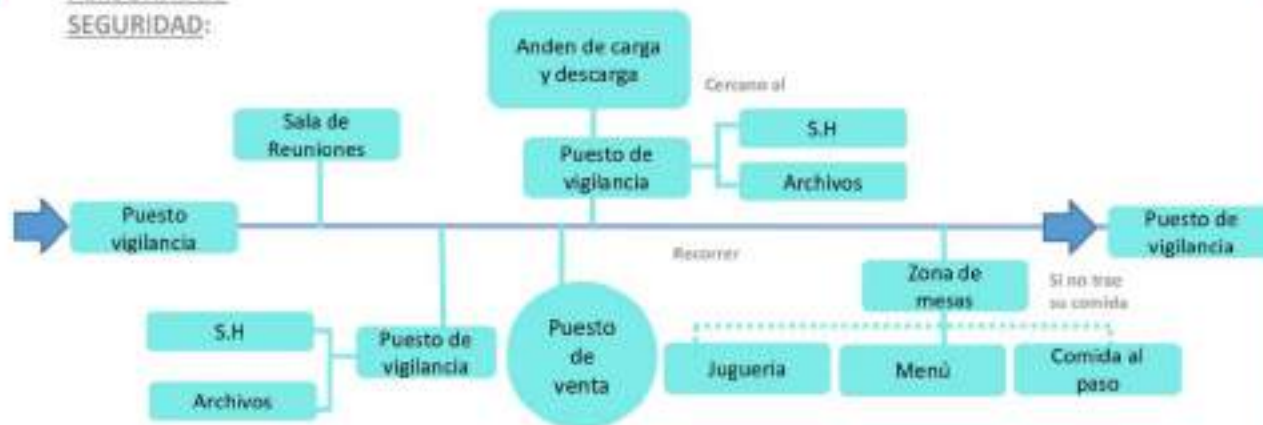 SEGURIDAD:
Anden de carga
y descarga
Cercano al
Sala de
Reuniones
S.H
Puesto de
vigilancia
Archivos
Puesto
vigilancia
Puesto de
vigilancia
Recorrer
Zona de
mesas
Si no trae
su comida
S.H
Puesto de
vigilancia
Archivos
Puesto
de
venta
Jugueria
Menú
Comida al
paso